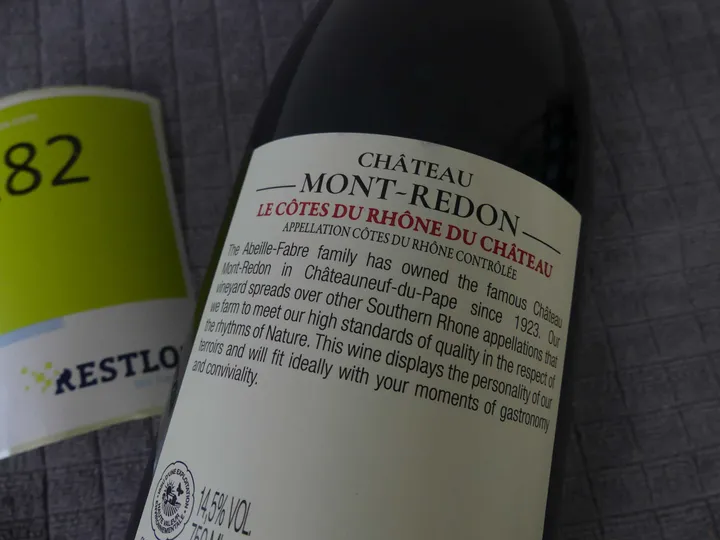 82
RESTLO
CHÂTEAU
MONT-REDON
LE CÔTES DU RHÔNE DU CHÂTEAU
APPELLATION CÔTES DU RHÔNE CONTRÔLÉE
The Abeille-Fabre family has owned the famous Château
Mont-Redon in Châteauneuf-du-Pape since 1923. Our
vineyard spreads over other Southern Rhone appellations that
we farm to meet our high standards of quality in the respect of
the rhythms of Nature. This wine displays the personality of our
terroirs and will fit ideally with your moments of gastronomy
and conviviality.
14,5% VOL.